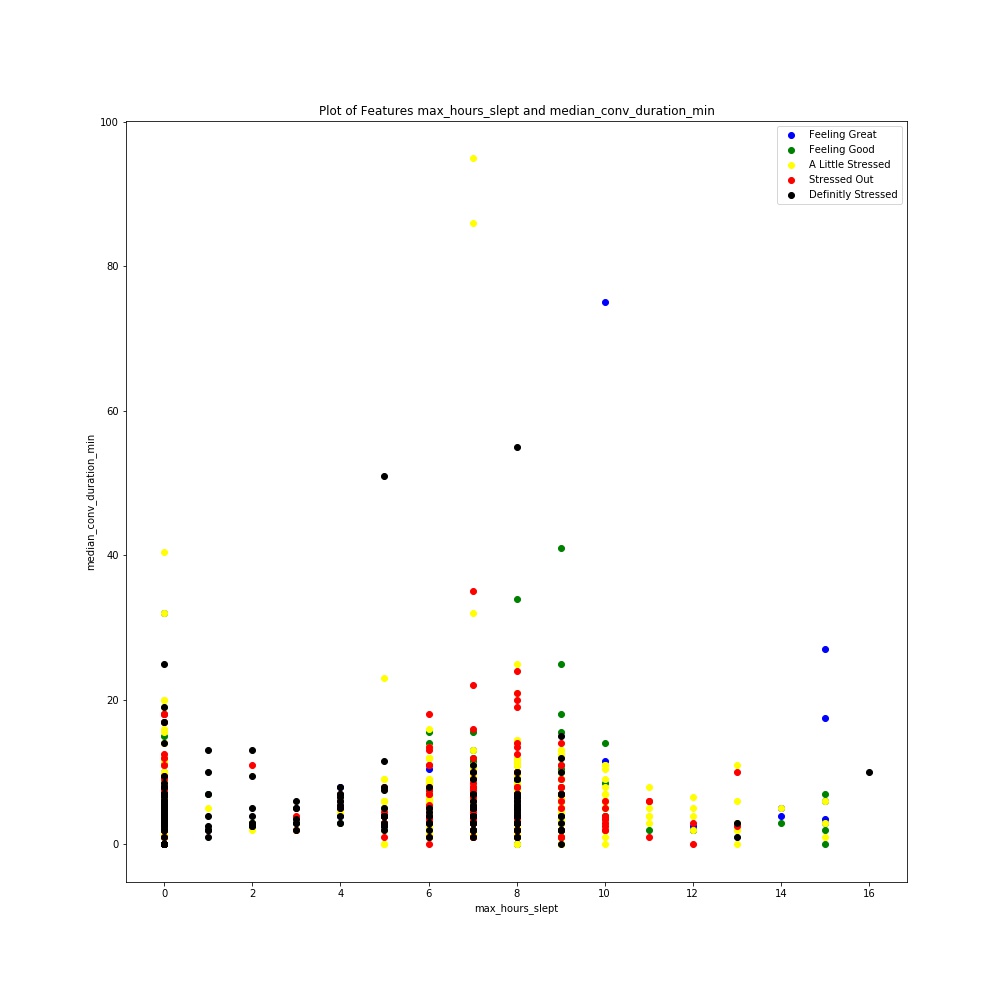 Plot of Features max_hours_slept and median_conv_duration_min
Feeling Great
Feeling Good
A Little Stressed
Stressed Out
Definitly Stressed
median_conv_duration_min
100
80
60
40
20
0
0 2 4 6 8 10 12 14 16
max_hours_slept